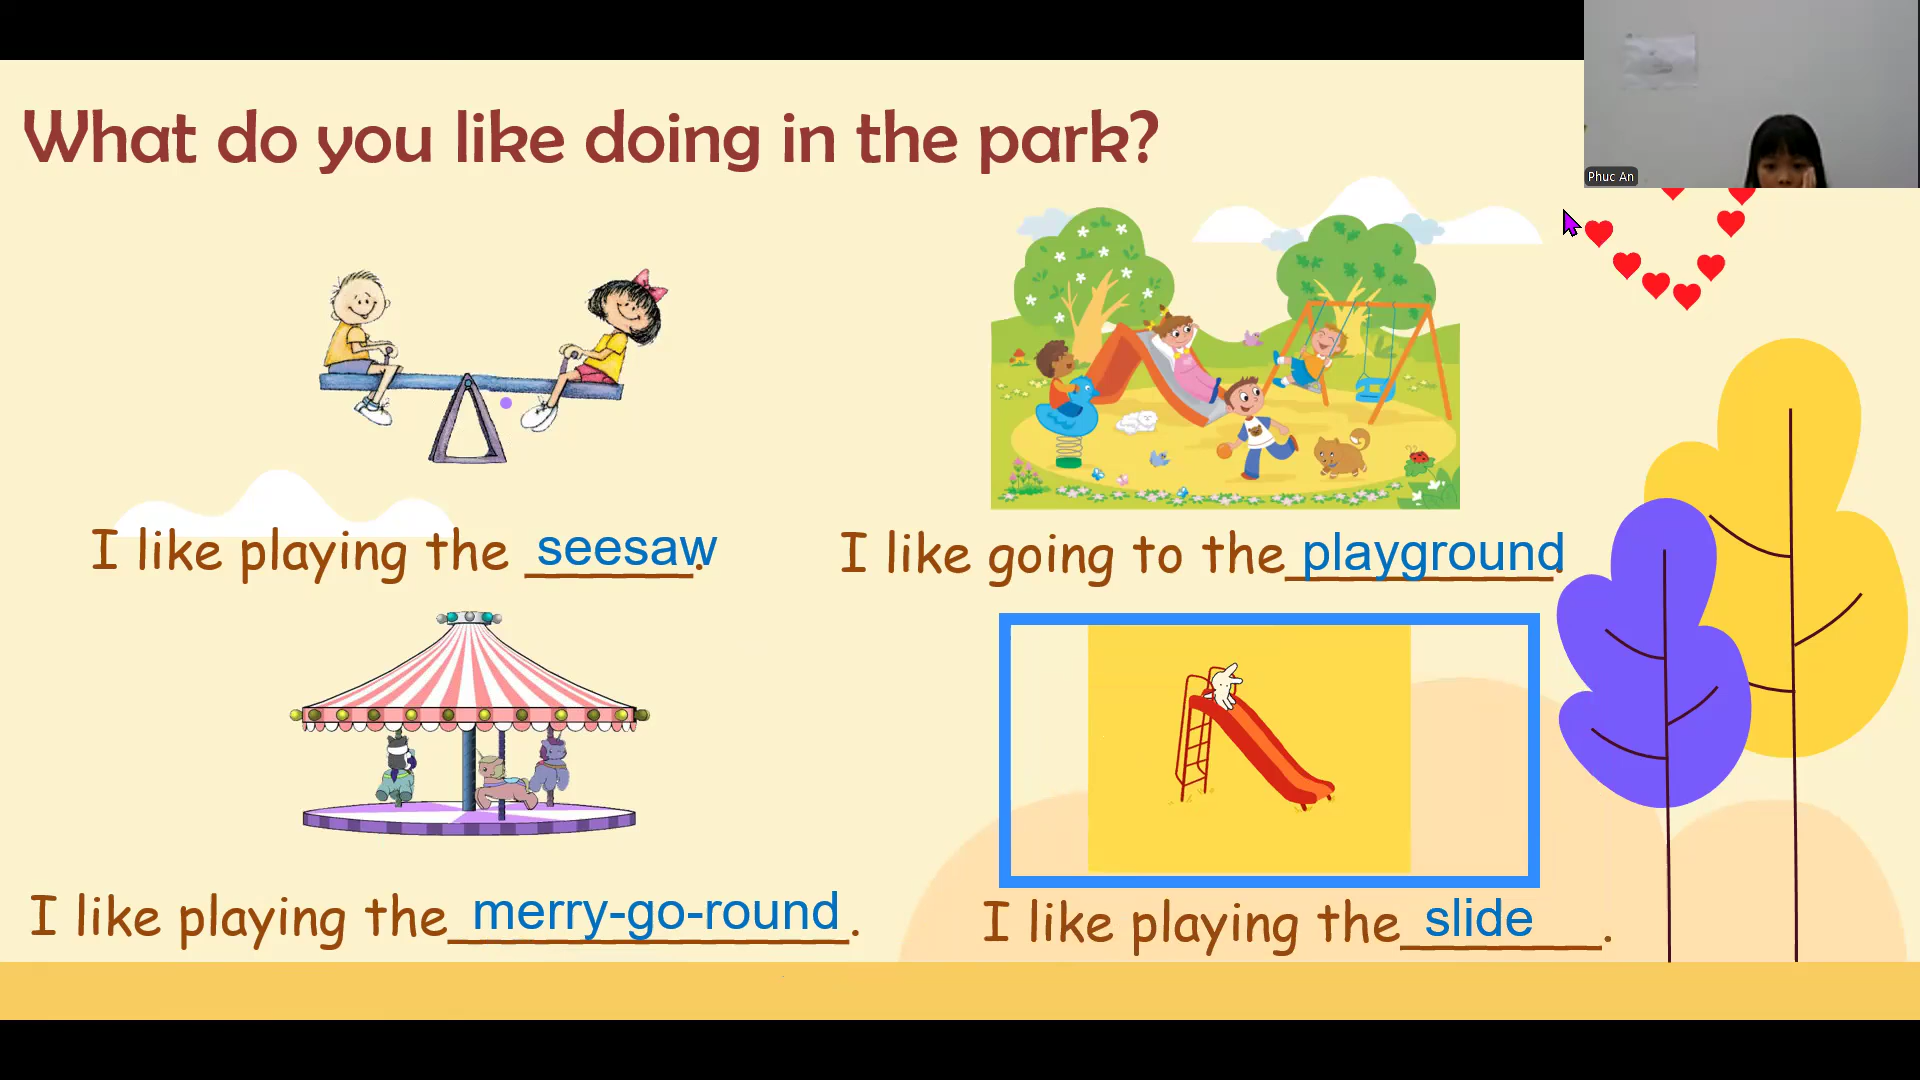 What do you like doing in the park?
Phuc An
I like playing the seesaw.
I like going to the playground.
I like playing the merry-go-round.
I like playing the slide.